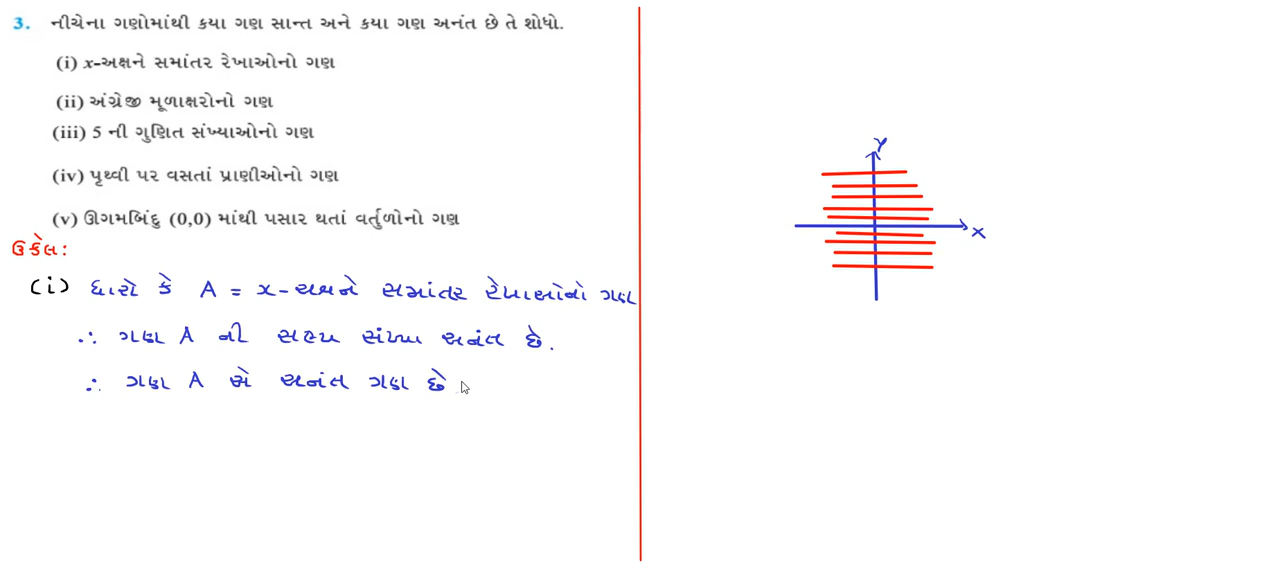 3. નીચેના ગણોમાંથી કયા ગણ સાન્ત અને કયા ગણ અનંત છે તે શોધો.
(i) x-અક્ષને સમાંતર રેખાઓનો ગણ
(ii) અંગ્રેજી મૂળાક્ષરોનો ગણ
(iii) 5 ની ગુણિત સંખ્યાઓનો ગણ
(iv) પૃથ્વી પર વસતાં પ્રાણીઓનો ગણ
(v) ઊગમબિંદુ (0,0) માંથી પસાર થતાં વર્તુળોનો ગણ
ઉકેલ:
(i) ધારો કે A = x-અક્ષને સમાંતર રેખાઓનો ગણ
∴ ગણ A ની સભ્ય સંખ્યા અનંત છે.
∴ ગણ A એ અનંત ગણ છે
Y
X